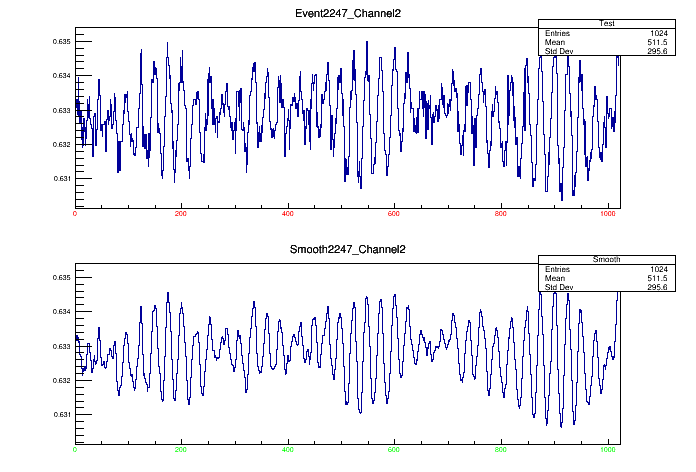 Event2247_Channel2
Test
Entries 1024
Mean 511.5
Std Dev 295.6
0.635
0.634
0.633
0.632
0.631
0 200 400 600 800 1000
Smooth2247_Channel2
Smooth
Entries 1024
Mean 511.5
Std Dev 295.6
0.635
0.634
0.633
0.632
0.631
0 200 400 600 800 1000